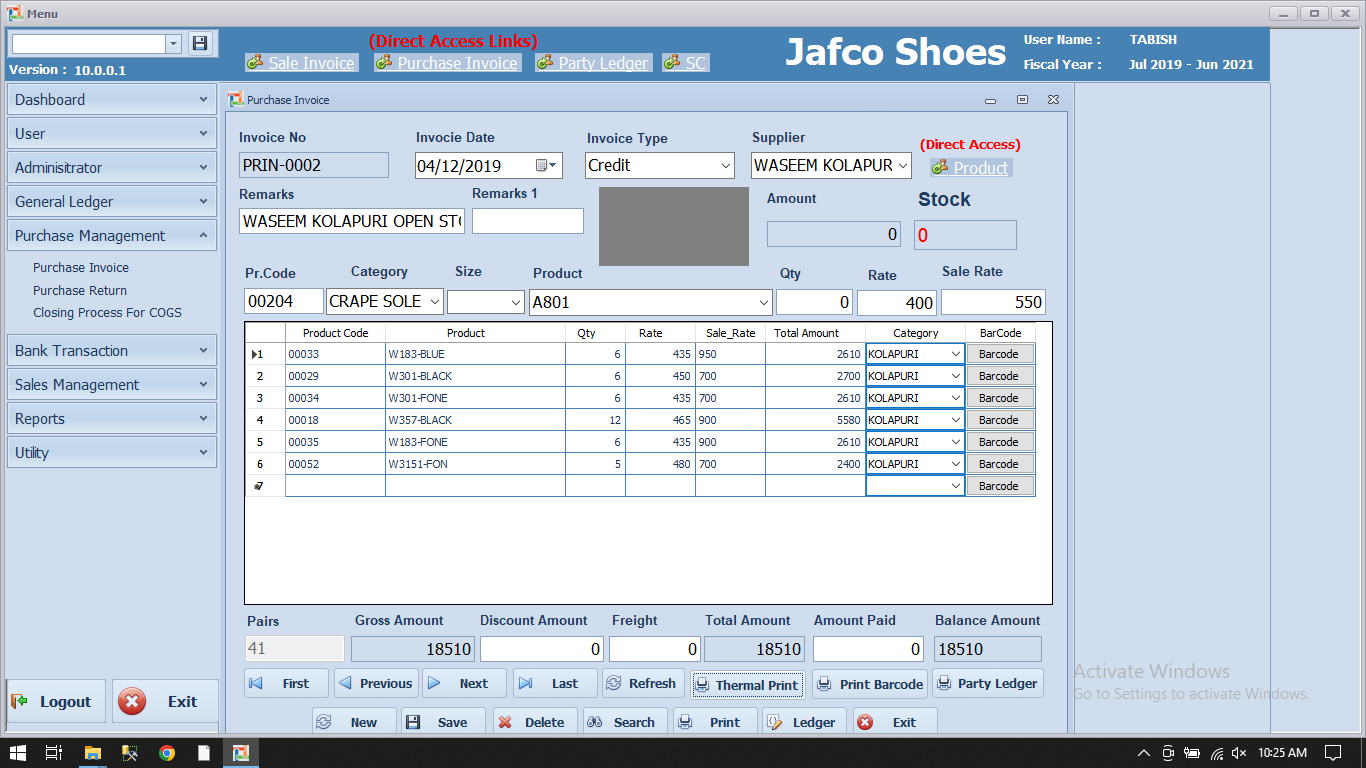 Menu
(Direct Access Links)
Sale Invoice Purchase Invoice Party Ledger SC
Jafco Shoes
User Name : TABISH
Fiscal Year : Jul 2019 - Jun 2021
Version : 10.0.0.1
Dashboard
User
Adminisitrator
General Ledger
Purchase Management
Purchase Invoice
Purchase Return
Closing Process For COGS
Bank Transaction
Sales Management
Reports
Utility
Logout Exit
Purchase Invoice
Invoice No Invocie Date Invoice Type Supplier
(Direct Access)
PRIN-0002 04/12/2019 Credit WASEEM KOLAPUR
Product
Remarks Remarks 1 Amount Stock
WASEEM KOLAPURI OPEN STO
0 0
Pr.Code Category Size Product Qty Rate Sale Rate
00204 CRAPE SOLE A801 0 400 550
Product Code Product Qty Rate Sale_Rate Total Amount Category BarCode
1 00033 W183-BLUE 6 435 950 2610 KOLAPURI Barcode
2 00029 W301-BLACK 6 450 700 2700 KOLAPURI Barcode
3 00034 W301-FONE 6 435 700 2610 KOLAPURI Barcode
4 00018 W357-BLACK 12 465 900 5580 KOLAPURI Barcode
5 00035 W183-FONE 6 435 900 2610 KOLAPURI Barcode
6 00052 W3151-FON 5 480 700 2400 KOLAPURI Barcode
7 Barcode
Pairs Gross Amount Discount Amount Freight Total Amount Amount Paid Balance Amount
41 18510 0 0 18510 0 18510
First Previous Next Last Refresh Thermal Print Print Barcode Party Ledger
New Save Delete Search Print Ledger Exit
Activate Windows
Go to Settings to activate Windows.
10:25 AM